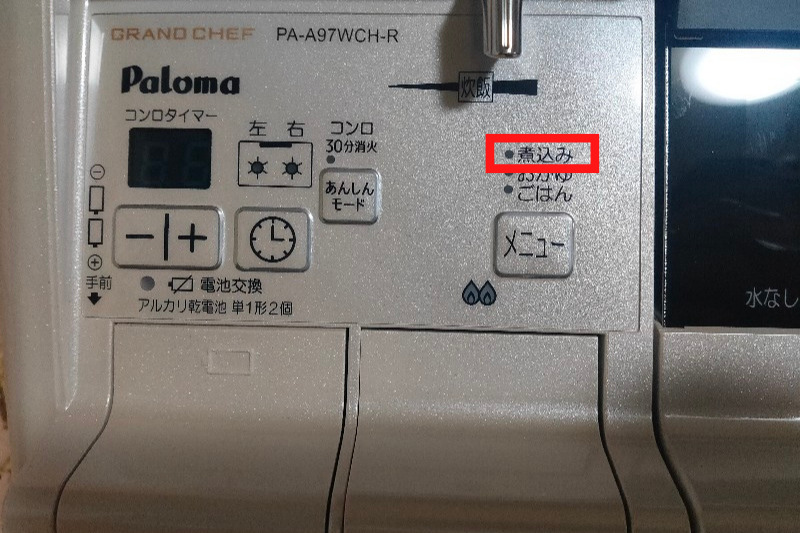 GRAND CHEF PA-A97WCH-R
Paloma
コンロタイマー
炊飯
左 右
コンロ
30分消火
あんしん
モード
煮込み
おかゆ
ごはん
メニュー
手前
電池交換
アルカリ乾電池 単1形2個
水なし